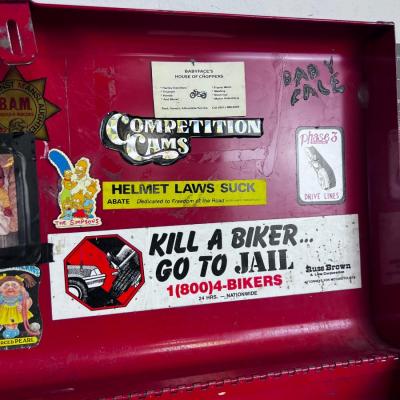 BABYFACE'S
HOUSE OF CHOPPERS
BABY
FACE
B.A.M.
COMPETITION
CAMS
phase 3
DRIVE LINES
HELMET LAWS SUCK
ABATE Dedicated to Freedom of the Road
The Simpsons
KILL A BIKER...
GO TO JAIL
1(800)4-BIKERS
24 HRS. – NATIONWIDE
Russ Brown
A Law Corporation
PEARL